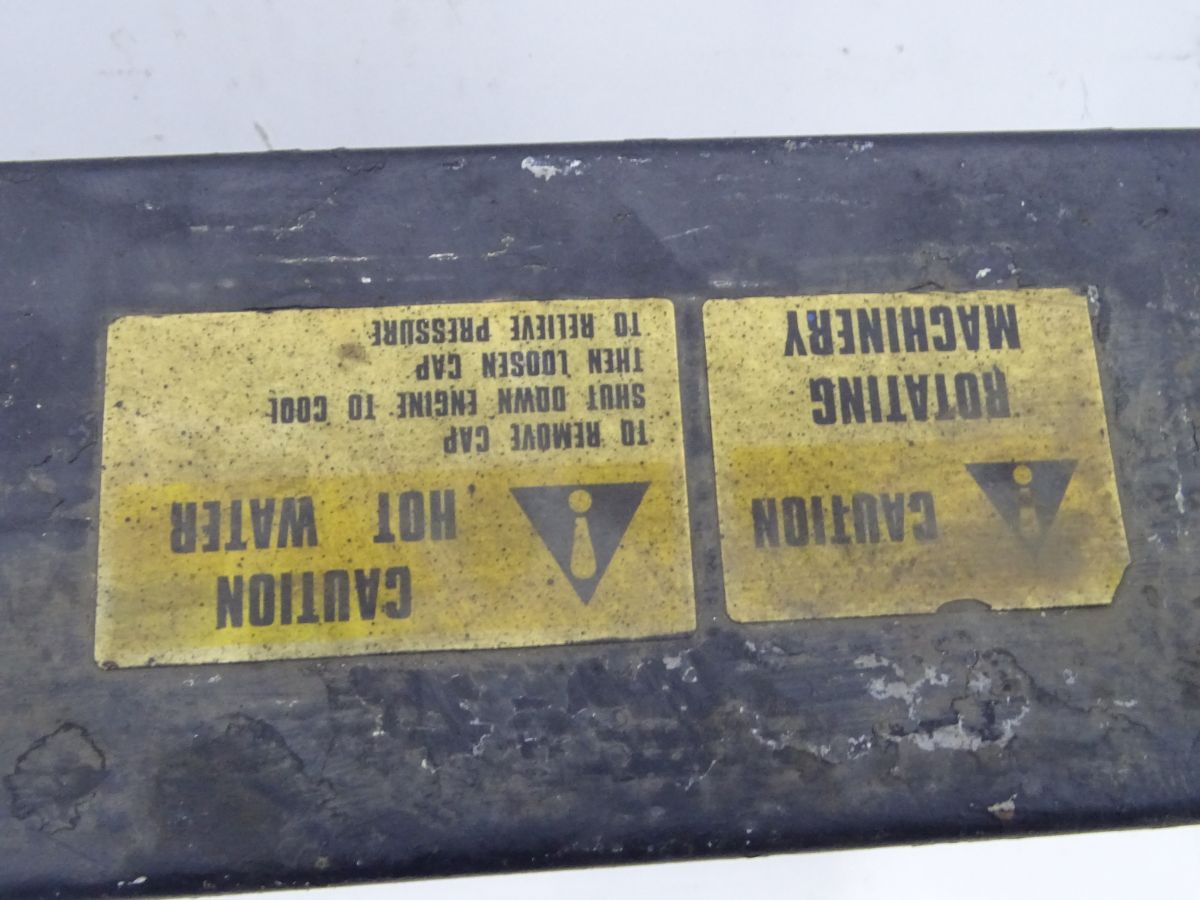 CAUTION
ROTATING
MACHINERY
CAUTION
HOT WATER
TO REMOVE CAP
SHUT DOWN ENGINE TO COOL
THEN LOOSEN CAP
TO RELIEVE PRESSURE